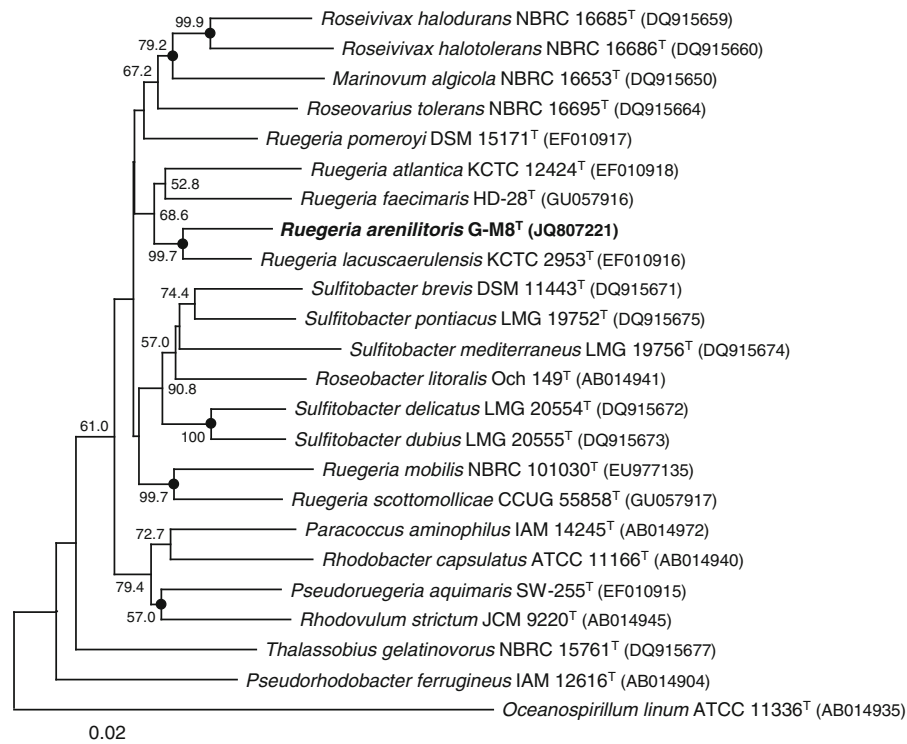 99.9
Roseivivax halodurans NBRC 16685ᵀ (DQ915659)
79.2
Roseivivax halotolerans NBRC 16686ᵀ (DQ915660)
67.2
Marinovum algicola NBRC 16653ᵀ (DQ915650)
Roseovarius tolerans NBRC 16695ᵀ (DQ915664)
Ruegeria pomeroyi DSM 15171ᵀ (EF010917)
Ruegeria atlantica KCTC 12424ᵀ (EF010918)
52.8
Ruegeria faecimaris HD-28ᵀ (GU057916)
68.6
Ruegeria arenilitoris G-M8ᵀ (JQ807221)
99.7
Ruegeria lacuscaerulensis KCTC 2953ᵀ (EF010916)
74.4
Sulfitobacter brevis DSM 11443ᵀ (DQ915671)
Sulfitobacter pontiacus LMG 19752ᵀ (DQ915675)
57.0
Sulfitobacter mediterraneus LMG 19756ᵀ (DQ915674)
Roseobacter litoralis Och 149ᵀ (AB014941)
90.8
Sulfitobacter delicatus LMG 20554ᵀ (DQ915672)
61.0
100
Sulfitobacter dubius LMG 20555ᵀ (DQ915673)
Ruegeria mobilis NBRC 101030ᵀ (EU977135)
99.7
Ruegeria scottomollicae CCUG 55858ᵀ (GU057917)
72.7
Paracoccus aminophilus IAM 14245ᵀ (AB014972)
Rhodobacter capsulatus ATCC 11166ᵀ (AB014940)
79.4
Pseudoruegeria aquimaris SW-255ᵀ (EF010915)
57.0
Rhodovulum strictum JCM 9220ᵀ (AB014945)
Thalassobius gelatinovorus NBRC 15761ᵀ (DQ915677)
Pseudorhodobacter ferrugineus IAM 12616ᵀ (AB014904)
Oceanospirillum linum ATCC 11336ᵀ (AB014935)
0.02